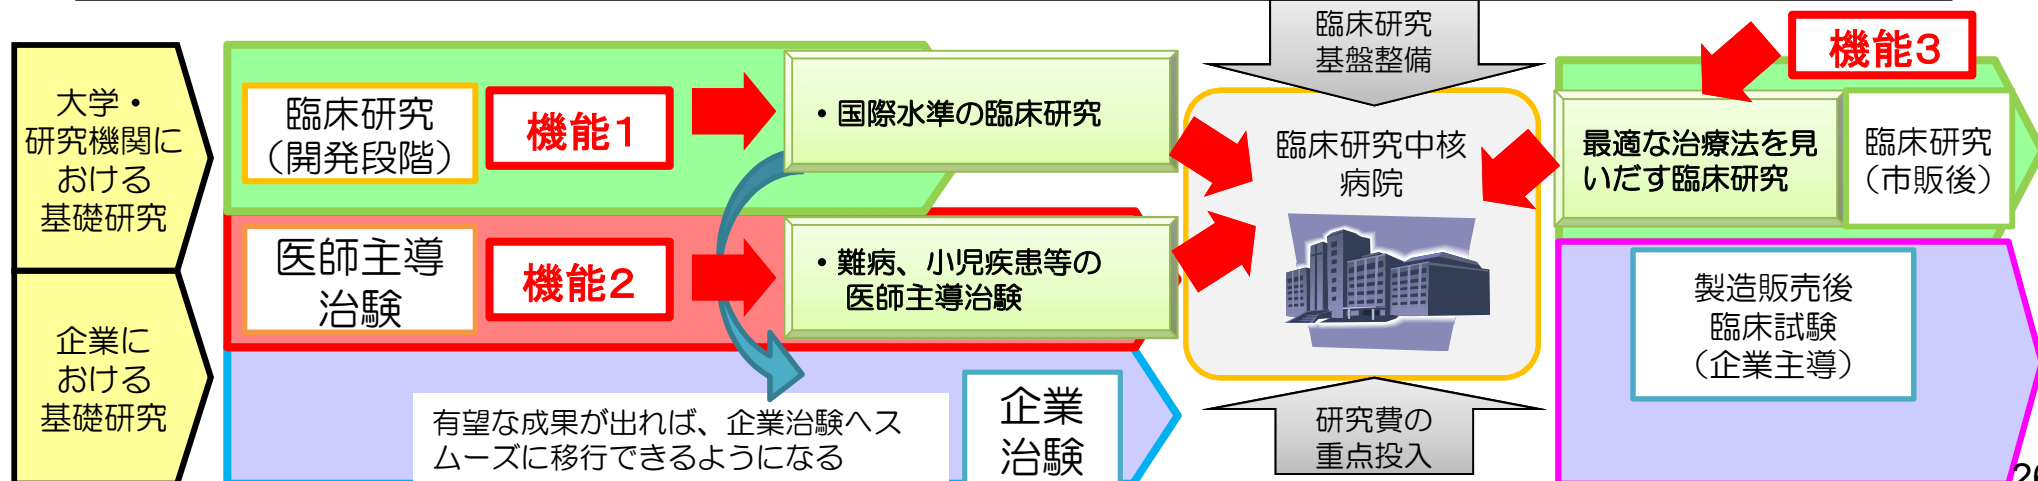 大学・
研究機関に
おける
基礎研究
企業に
おける
基礎研究
臨床研究
（開発段階）
機能1
・国際水準の臨床研究
医師主導
治験
機能2
・難病、小児疾患等の
医師主導治験
有望な成果が出れば、企業治験へス
ムーズに移行できるようになる
企業
治験
臨床研究
基盤整備
臨床研究中核
病院
研究費の
重点投入
機能3
最適な治療法を見
いだす臨床研究
臨床研究
（市販後）
製造販売後
臨床試験
（企業主導）